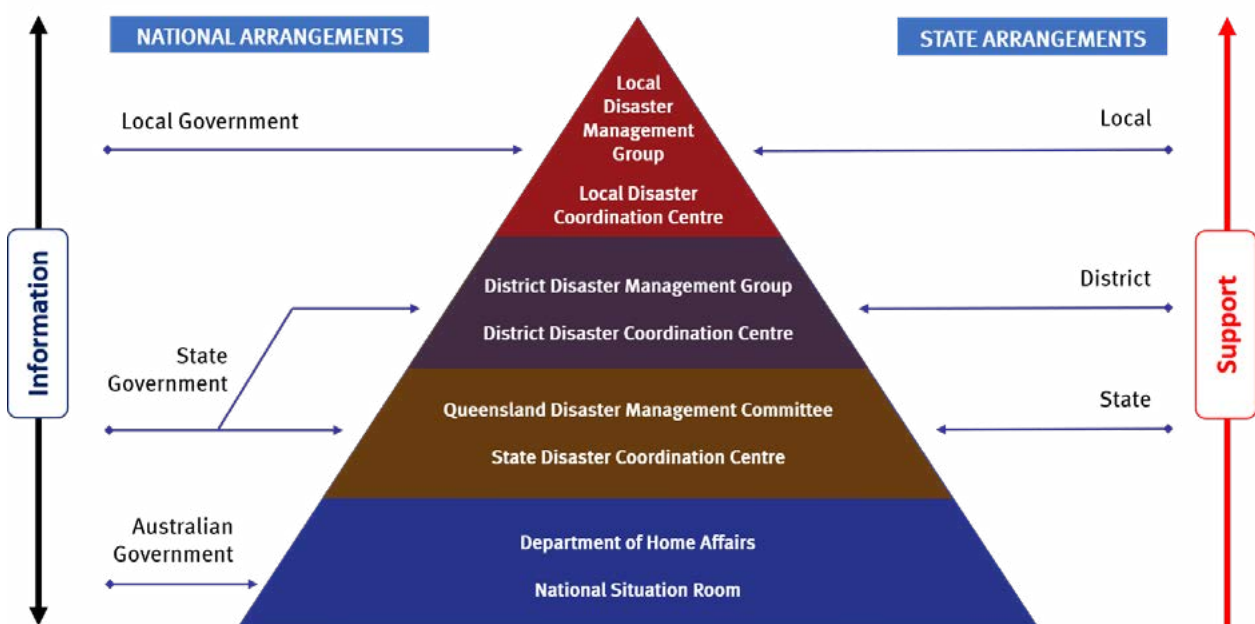 NATIONAL ARRANGEMENTS
STATE ARRANGEMENTS
Local
Disaster
Management
Group
Local Disaster
Coordination Centre
Local Government
Local
District Disaster Management Group
District Disaster Coordination Centre
District
State
Government
Queensland Disaster Management Committee
State Disaster Coordination Centre
State
Australian
Government
Department of Home Affairs
National Situation Room
Information
Support